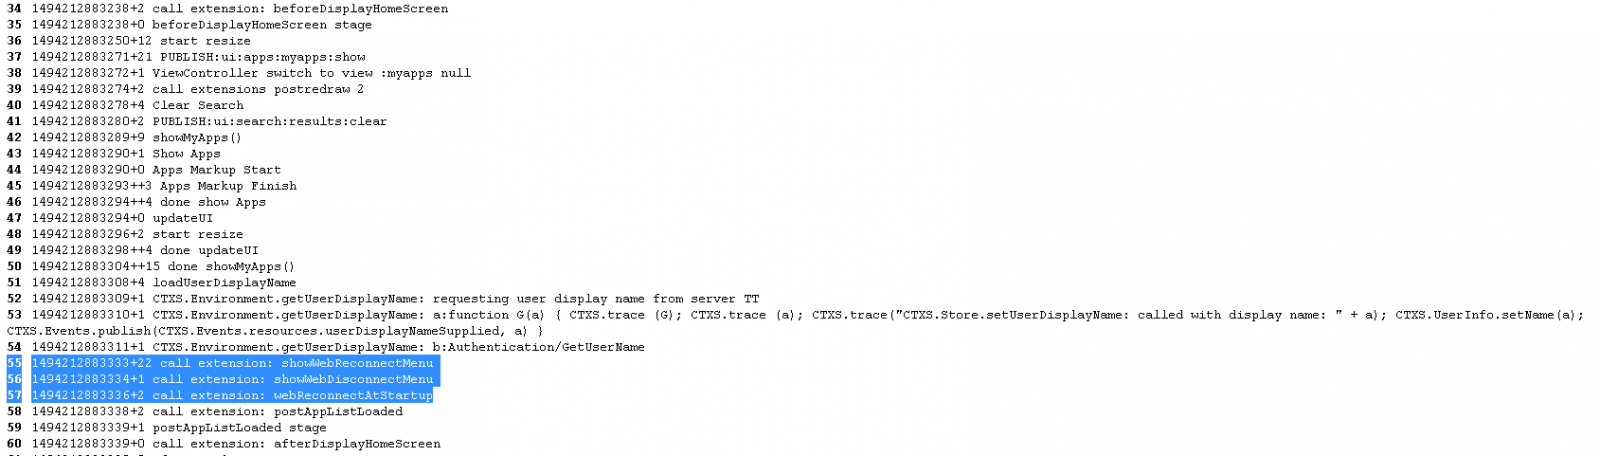 34 1494212883238+2 call extension: beforeDisplayHomeScreen
35 1494212883238+0 beforeDisplayHomeScreen stage
36 1494212883250+12 start resize
37 1494212883271+21 PUBLISH:ui:apps:myapps:show
38 1494212883272+1 ViewController switch to view :myapps null
39 1494212883274+2 call extensions postredraw 2
40 1494212883278+4 Clear Search
41 1494212883280+2 PUBLISH:ui:search:results:clear
42 1494212883289+9 showMyApps()
43 1494212883290+1 Show Apps
44 1494212883290+0 Apps Markup Start
45 1494212883293++3 Apps Markup Finish
46 1494212883294++4 done show Apps
47 1494212883294+0 updateUI
48 1494212883296+2 start resize
49 1494212883298++4 done updateUI
50 1494212883304++15 done showMyApps()
51 1494212883308+4 loadUserDisplayName
52 1494212883309+1 CTXS.Environment.getUserDisplayName: requesting user display name from server TT
53 1494212883310+1 CTXS.Environment.getUserDisplayName: a:function G(a) { CTXS.trace (G); CTXS.trace (a); CTXS.trace("CTXS.Store.setUserDisplayName: called with display name: " + a); CTXS.UserInfo.setName(a);
CTXS.Events.publish(CTXS.Events.resources.userDisplayNameSupplied, a) }
54 1494212883311+1 CTXS.Environment.getUserDisplayName: b:Authentication/GetUserName
55 1494212883333+22 call extension: showWebReconnectMenu
56 1494212883334+1 call extension: showWebDisconnectMenu
57 1494212883336+2 call extension: webReconnectAtStartup
58 1494212883338+2 call extension: postAppListLoaded
59 1494212883339+1 postAppListLoaded stage
60 1494212883339+0 call extension: afterDisplayHomeScreen